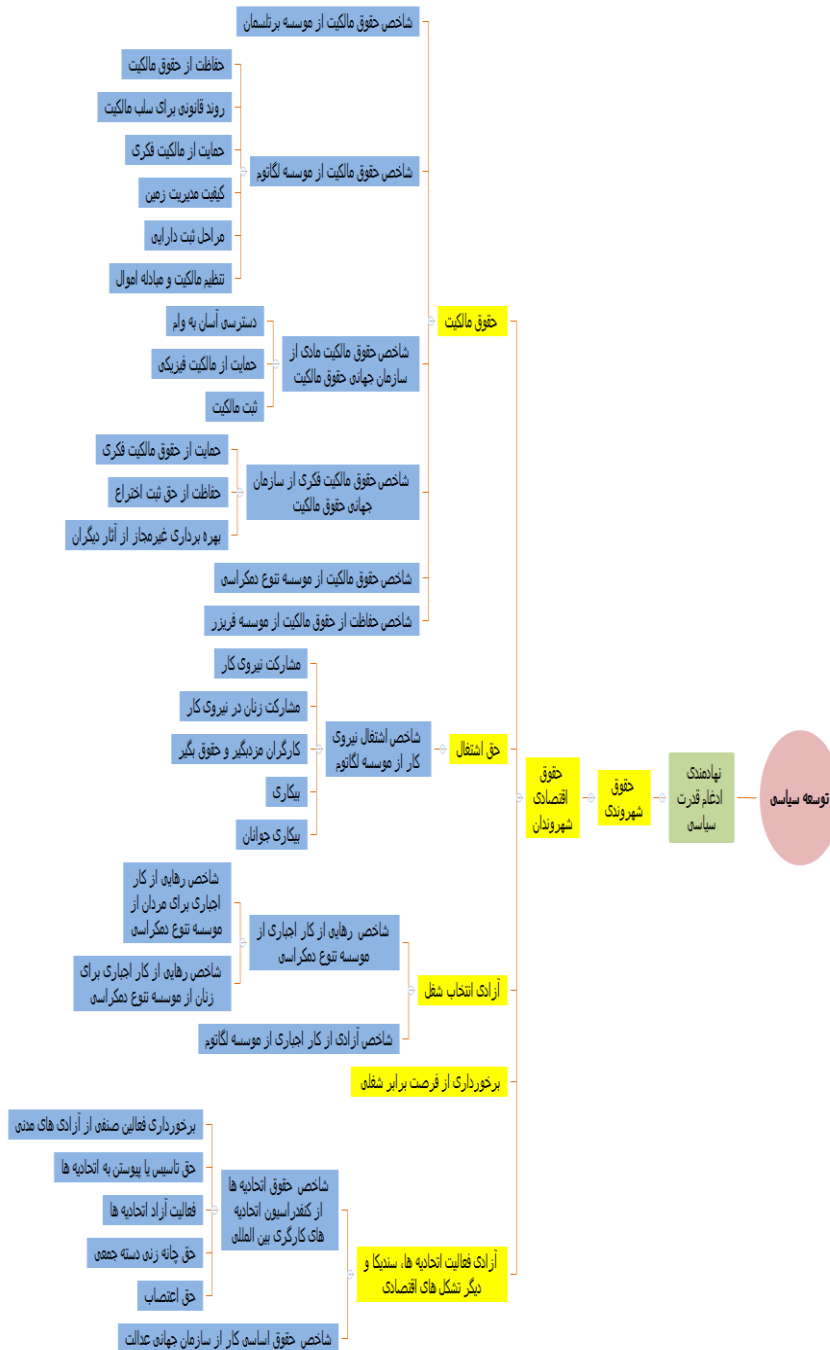 توسعه سیاسی
نهادمندی
ادغام قدرت
سیاسی
حقوق
شهروندی
حقوق
اقتصادی
شهروندان
حقوق مالکیت
شاخص حقوق مالکیت از موسسه برتلسمان
شاخص حقوق مالکیت از موسسه لگاتوم
حفاظت از حقوق مالکیت
روند قانونی برای سلب مالکیت
حمایت از مالکیت فکری
کیفیت مدیریت زمین
مراحل ثبت دارایی
تنظیم مالکیت و مبادله اموال
شاخص حقوق مالکیت مادی از
سازمان جهانی حقوق مالکیت
دسترسی آسان به وام
حمایت از مالکیت فیزیکی
ثبت مالکیت
شاخص حقوق مالکیت فکری از سازمان
جهانی حقوق مالکیت
حمایت از حقوق مالکیت فکری
حفاظت از حق ثبت اختراع
بهره برداری غیرمجاز از آثار دیگران
شاخص حقوق مالکیت از موسسه تنوع دمکراسی
شاخص حفاظت از حقوق مالکیت از موسسه فریزر
حق اشتغال
شاخص اشتغال نیروی
کار از موسسه لگاتوم
مشارکت نیروی کار
مشارکت زنان در نیروی کار
کارگران مزدبگیر و حقوق بگیر
بیکاری
بیکاری جوانان
آزادی انتخاب شغل
شاخص رهایی از کار اجباری از
موسسه تنوع دمکراسی
شاخص رهایی از کار
اجباری برای مردان از
موسسه تنوع دمکراسی
شاخص رهایی از کار اجباری برای
زنان از موسسه تنوع دمکراسی
شاخص آزادی از کار اجباری از موسسه لگاتوم
برخورداری از فرصت برابر شغلی
آزادی فعالیت اتحادیه ها، سندیکا و
دیگر تشکل های اقتصادی
شاخص حقوق اتحادیه ها
از کنفدراسیون اتحادیه
های کارگری بین المللی
برخورداری فعالین صنفی از آزادی های مدنی
حق تاسیس یا پیوستن به اتحادیه ها
فعالیت آزاد اتحادیه ها
حق چانه زنی دسته جمعی
حق اعتصاب
شاخص حقوق اساسی کار از سازمان جهانی عدالت